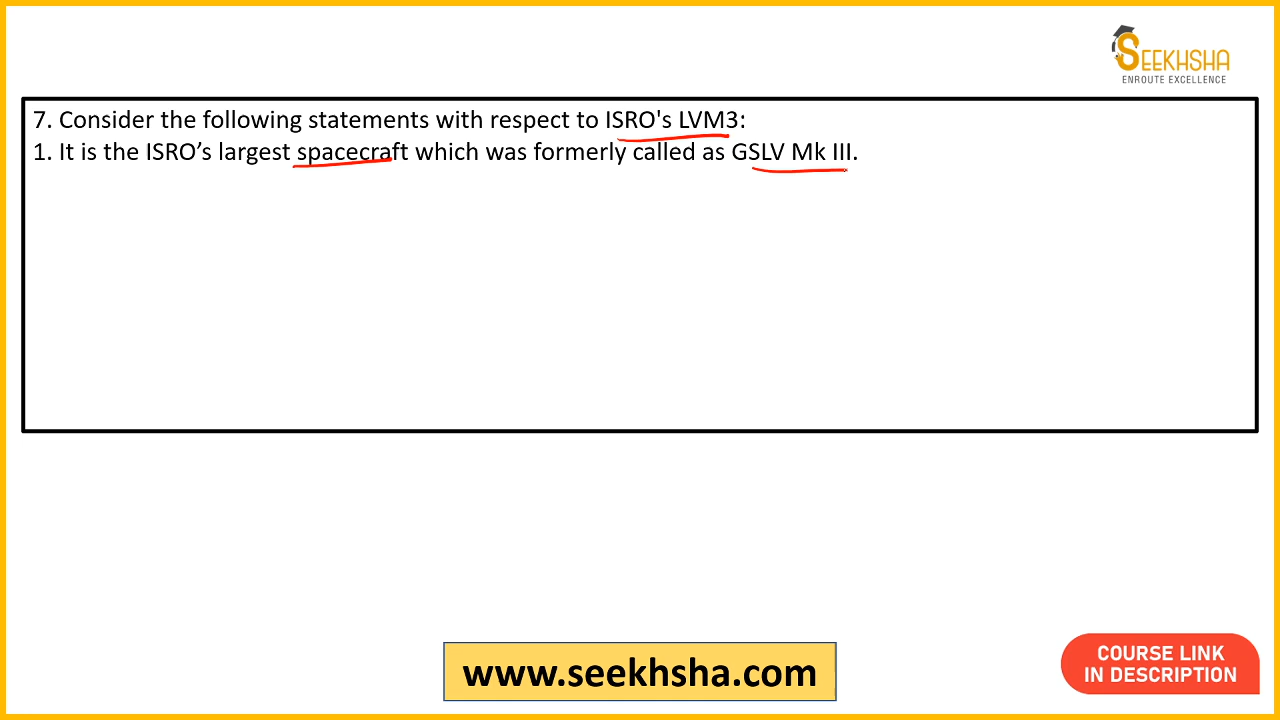 SEEKHSHA
ENROUTE EXCELLENCE
7. Consider the following statements with respect to ISRO's LVM3:
1. It is the ISRO’s largest spacecraft which was formerly called as GSLV Mk III.
www.seekhsha.com
COURSE LINK
IN DESCRIPTION